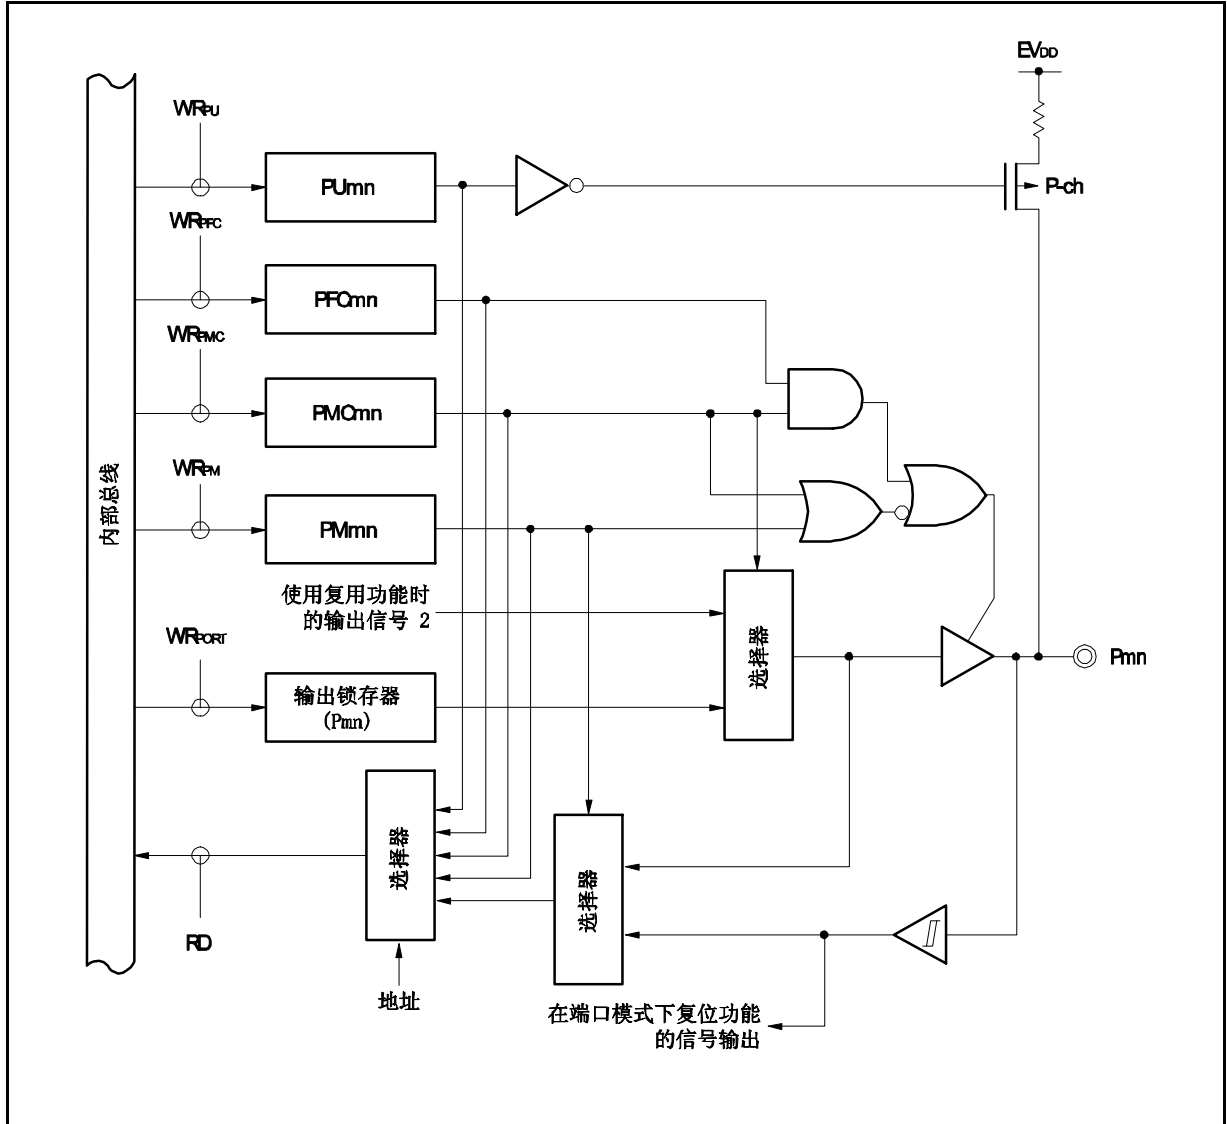 EVDD
WRPU
PUmn
P-ch
WRPFC
PFCmn
WRPMC
PMCmn
内部总线
WRPM
PMmn
使用复用功能时
的输出信号 2
WRPORT
输出锁存器
(Pmn)
选择器
Pmn
选择器
选择器
RD
地址
在端口模式下复位功能
的信号输出